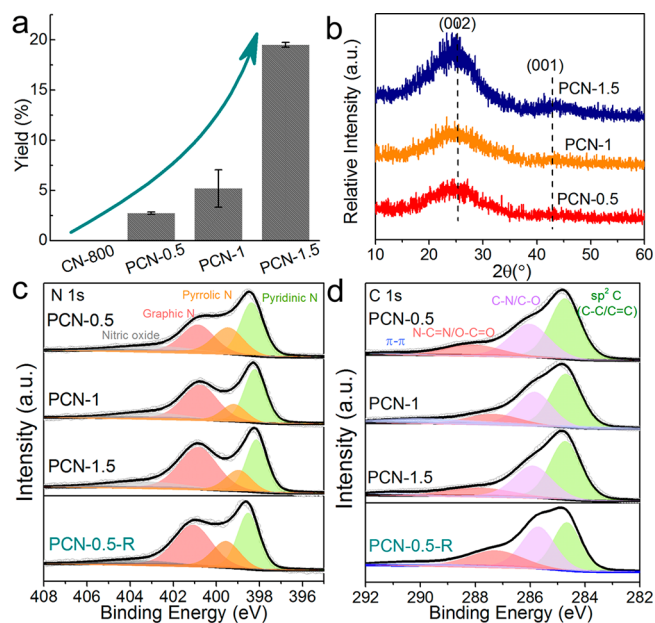 a
Yield (%)
20
15
10
5
0
CN-800
PCN-0.5
PCN-1
PCN-1.5
b
Relative Intensity (a.u.)
(002)
(001)
PCN-1.5
PCN-1
PCN-0.5
10 20 30 40 50 60
2θ(°)
c
N 1s
PCN-0.5
Pyrrolic N
Pyridinic N
Graphic N
Nitric oxide
PCN-1
PCN-1.5
PCN-0.5-R
Intensity (a.u.)
408 406 404 402 400 398 396
Binding Energy (eV)
d
C 1s
PCN-0.5
C-N/C-O
sp² C
(C-C/C=C)
N-C=N/O-C=O
π-π
PCN-1
PCN-1.5
PCN-0.5-R
Intensity (a.u.)
292 290 288 286 284 282
Binding Energy (eV)